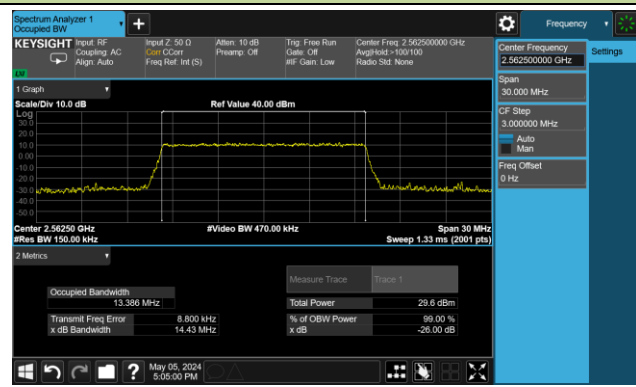 Spectrum Analyzer 1
Occupied BW
+
Frequency
KEYSIGHT
Input: RF
Coupling: AC
Align: Auto
Input Z: 50 Ω
Corr CCorr
Freq Ref: Int (S)
Atten: 10 dB
Preamp: Off
Trig: Free Run
Gate: Off
#IF Gain: Low
Center Freq: 2.562500000 GHz
Avg|Hold:>100/100
Radio Std: None
Center Frequency
2.562500000 GHz
Settings
Span
30.000 MHz
CF Step
3.000000 MHz
Auto
Man
Freq Offset
0 Hz
1 Graph
Scale/Div 10.0 dB
Ref Value 40.00 dBm
Log
30.0
20.0
10.0
0.00
-10.0
-20.0
-30.0
-40.0
-50.0
Center 2.56250 GHz
#Video BW 470.00 kHz
Span 30 MHz
#Res BW 150.00 kHz
Sweep 1.33 ms (2001 pts)
2 Metrics
Measure Trace
Trace 1
Occupied Bandwidth
13.386 MHz
Total Power
29.6 dBm
Transmit Freq Error
8.800 kHz
% of OBW Power
99.00 %
x dB Bandwidth
14.43 MHz
x dB
-26.00 dB
?
May 05, 2024
5:05:00 PM